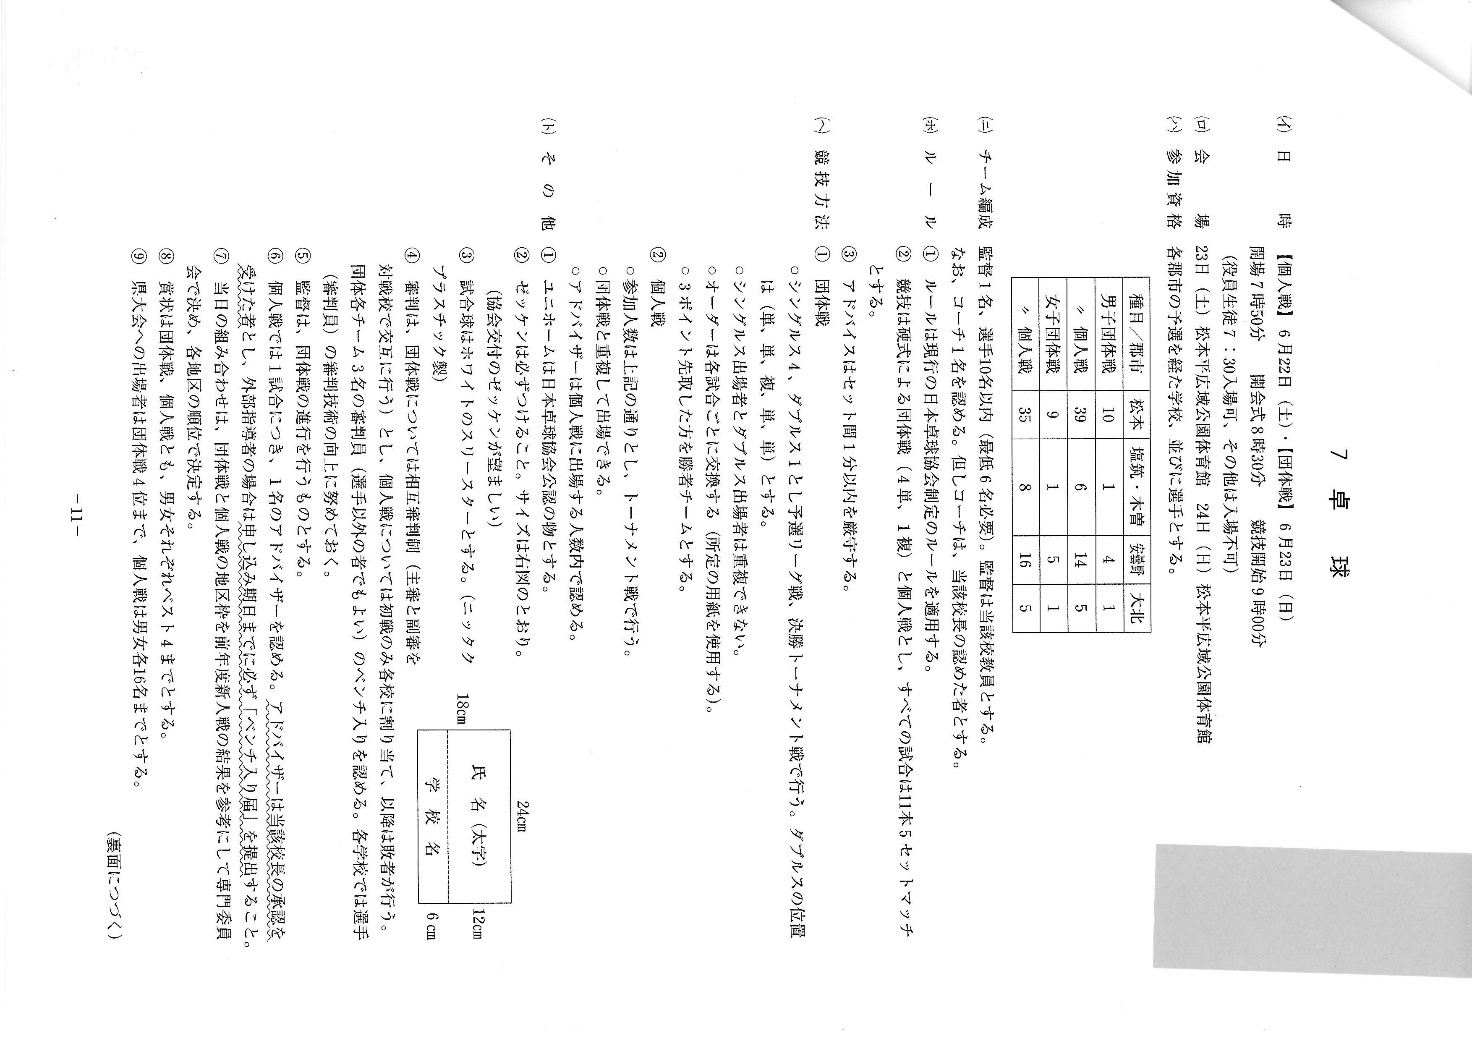 7 卓球
(イ) 日時 【個人戦】 6月22日（土）・【団体戦】 6月23日（日）
開場7時50分 開会式8時30分 競技開始9時00分
（役員生徒7：30入場可、その他は入場不可）
(ロ) 会場 23日（土）松本平広域公園体育館 24日（日）松本平広域公園体育館
(ハ) 参加資格 各郡市の予選を経た学校、並びに選手とする。
種目／郡市 松本 塩筑・木曽 安曇野 大北
男子団体戦 10 1 4 1
〃 個人戦 39 6 14 5
女子団体戦 9 1 5 1
〃 個人戦 35 8 16 5
(ニ) チーム編成 監督1名、選手10名以内（最低6名必要）。監督は当該校教員とする。
なお、コーチ1名を認める。但しコーチは、当該校長の認めた者とする。
(ホ) ルール ① ルールは現行の日本卓球協会制定のルールを適用する。
② 競技は硬式による団体戦（4単、1複）と個人戦とし、すべての試合は11本5セットマッチ
とする。
③ アドバイスはセット間1分以内を厳守する。
(ヘ) 競技方法 ① 団体戦
○シングルス4、ダブルス1とし予選リーグ戦、決勝トーナメント戦で行う。ダブルスの位置
は（単、単、複、単、単）とする。
○シングルス出場者とダブルス出場者は重複できない。
○オーダーは各試合ごとに交換する（所定の用紙を使用する）。
○3ポイント先取した方を勝者チームとする。
② 個人戦
○参加人数は上記の通りとし、トーナメント戦で行う。
○団体戦と重複して出場できる。
○アドバイザーは個人戦に出場する人数内で認める。
(ト) その他 ① ユニホームは日本卓球協会公認の物とする。
② ゼッケンは必ずつけること。サイズは右図のとおり。
（協会交付のゼッケンが望ましい）
③ 試合球はホワイトのスリースターとする。（ニッタク
プラスチック製）
24cm
18cm
氏名（太字） 12cm
学校名 6cm
④ 審判は、団体戦については相互審判制（主審と副審を
対戦校で交互に行う）とし、個人戦については初戦のみ各校に割り当て、以降は敗者が行う。
団体各チーム3名の審判員（選手以外の者でもよい）のベンチ入りを認める。各学校では選手
（審判員）の審判技術の向上に努めておく。
⑤ 監督は、団体戦の進行を行うものとする。
⑥ 個人戦では1試合につき、1名のアドバイザーを認める。アドバイザーは当該校長の承認を
受けた者とし、外部指導者の場合は申し込み期日までに必ず「ベンチ入り届」を提出すること。
⑦ 当日の組み合わせは、団体戦と個人戦の地区枠を前年度新人戦の結果を参考にして専門委員
会で決め、各地区の順位で決定する。
⑧ 賞状は団体戦、個人戦とも、男女それぞれベスト4までとする。
⑨ 県大会への出場者は団体戦4位まで、個人戦は男女各16名までとする。
（裏面につづく）
－11－